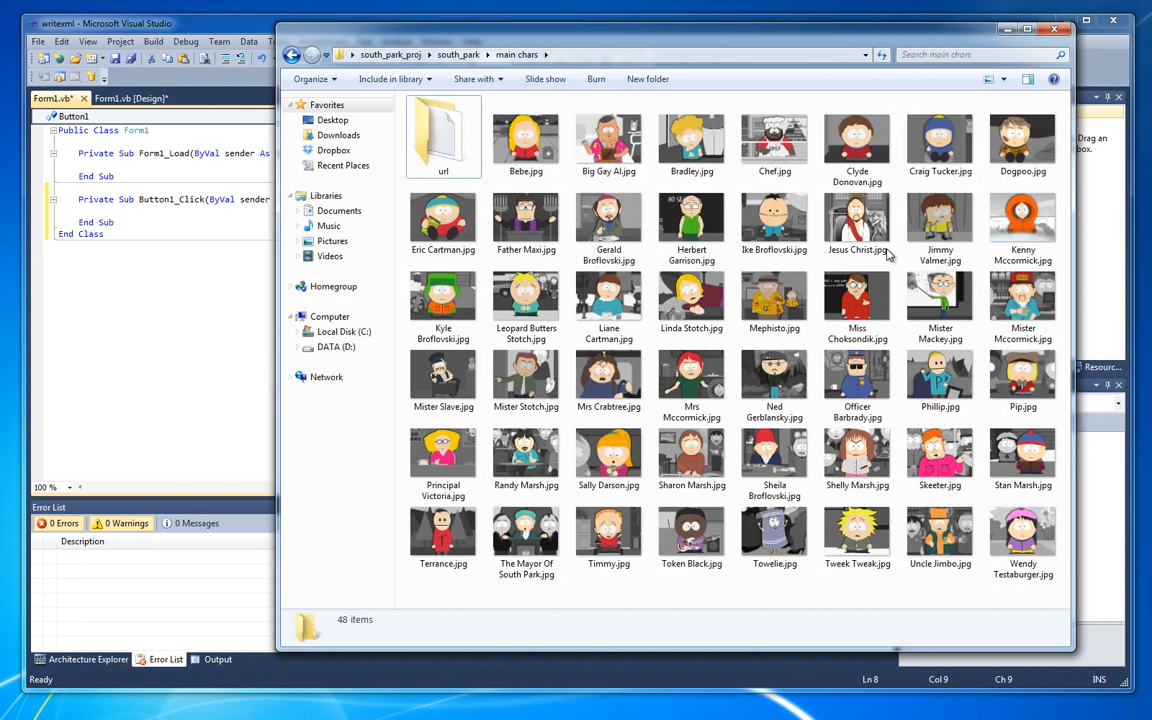 writexml - Microsoft Visual Studio
File Edit View Project Build Debug Team Data
Form1.vb* Form1.vb [Design]*
Button1
Public Class Form1
Private Sub Form1_Load(ByVal sender As
End Sub
Private Sub Button1_Click(ByVal sender
End Sub
End Class
100 %
Error List
0 Errors 0 Warnings 0 Messages
Description
Architecture Explorer Error List Output
Ready Ln 8 Col 9 Ch 9 INS
south_park_proj south_park main chars
Search main chars
Organize Include in library Share with Slide show Burn New folder
Favorites
Desktop
Downloads
Dropbox
Recent Places
Libraries
Documents
Music
Pictures
Videos
Homegroup
Computer
Local Disk (C:)
DATA (D:)
Network
url Bebe.jpg Big Gay Al.jpg Bradley.jpg Chef.jpg Clyde Donovan.jpg Craig Tucker.jpg Dogpoo.jpg
Eric Cartman.jpg Father Maxi.jpg Gerald Broflovski.jpg Herbert Garrison.jpg Ike Broflovski.jpg Jesus Christ.jpg Jimmy Valmer.jpg Kenny Mccormick.jpg
Kyle Broflovski.jpg Leopard Butters Stotch.jpg Liane Cartman.jpg Linda Stotch.jpg Mephisto.jpg Miss Choksondik.jpg Mister Mackey.jpg Mister Mccormick.jpg
Mister Slave.jpg Mister Stotch.jpg Mrs Crabtree.jpg Mrs Mccormick.jpg Ned Gerblansky.jpg Officer Barbrady.jpg Phillip.jpg Pip.jpg
Principal Victoria.jpg Randy Marsh.jpg Sally Darson.jpg Sharon Marsh.jpg Sheila Broflovski.jpg Shelly Marsh.jpg Skeeter.jpg Stan Marsh.jpg
Terrance.jpg The Mayor Of South Park.jpg Timmy.jpg Token Black.jpg Towelie.jpg Tweek Tweak.jpg Uncle Jimbo.jpg Wendy Testaburger.jpg
48 items
Drag an
box.
Resourc...